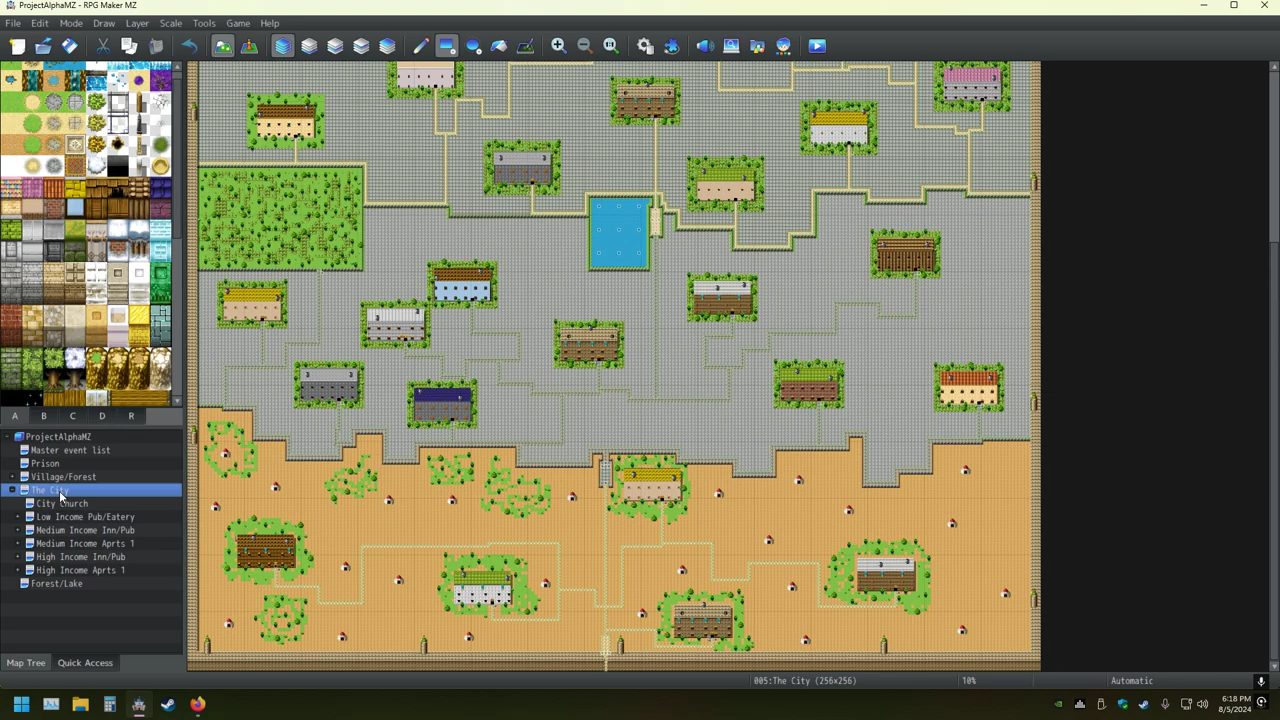 ProjectAlphaMZ - RPG Maker MZ
File Edit Mode Draw Layer Scale Tools Game Help
A B C D R
ProjectAlphaMZ
Master event list
Prison
Village/Forest
The City
City Church
Low Income Pub/Eatery
Medium Income Inn/Pub
Medium Income Aprts 1
High Income Inn/Pub
High Income Aprts 1
Forest/Lake
Map Tree Quick Access
005:The City (256x256) 10% Automatic
6:18 PM
8/5/2024